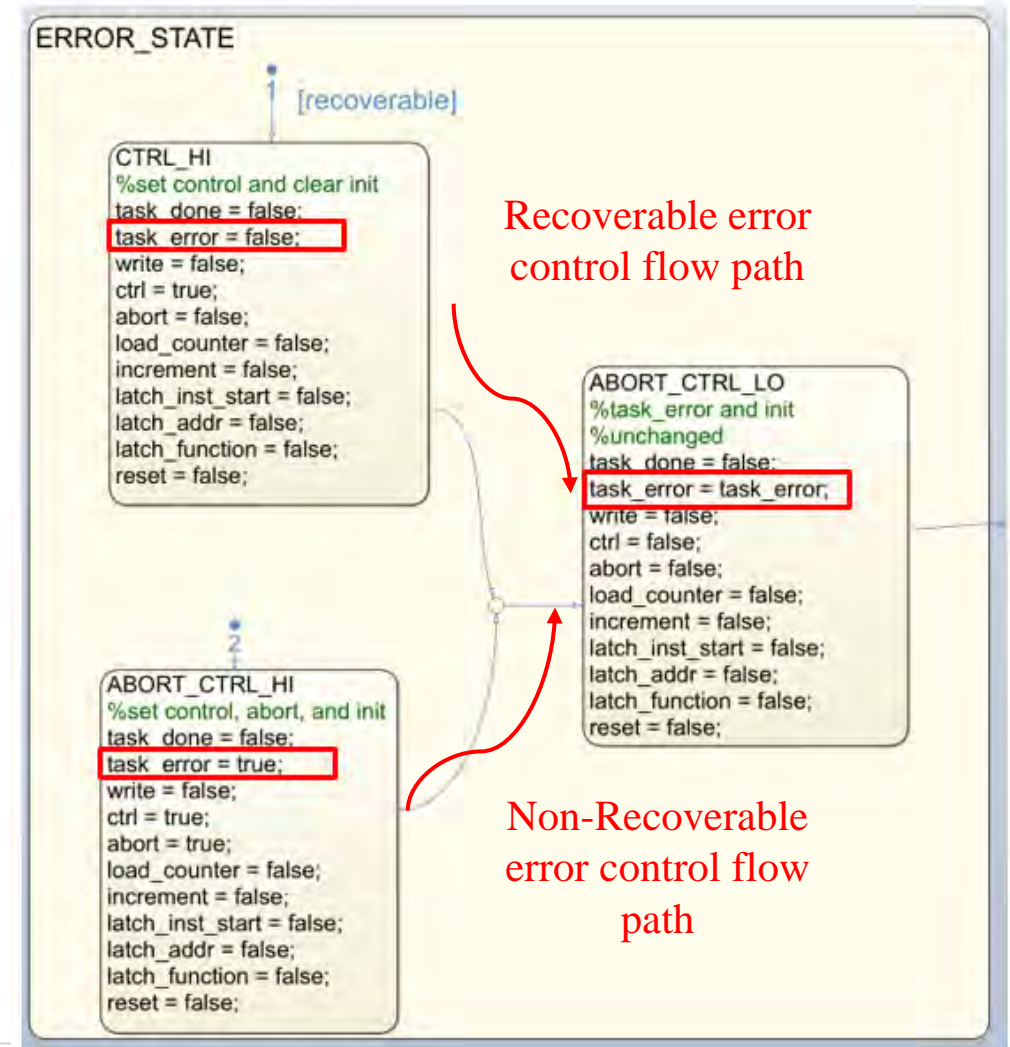 ERROR_STATE
1
[recoverable]
CTRL_HI
%set control and clear init
task_done = false;
task_error = false;
write = false;
ctrl = true;
abort = false;
load_counter = false;
increment = false;
latch_inst_start = false;
latch_addr = false;
latch_function = false;
reset = false;
Recoverable error
control flow path
ABORT_CTRL_LO
%task_error and init
%unchanged
task_done = false;
task_error = task_error;
write = false;
ctrl = false;
abort = false;
load_counter = false;
increment = false;
latch_inst_start = false;
latch_addr = false;
latch_function = false;
reset = false;
2
ABORT_CTRL_HI
%set control, abort, and init
task_done = false;
task_error = true;
write = false;
ctrl = true;
abort = true;
load_counter = false;
increment = false;
latch_inst_start = false;
latch_addr = false;
latch_function = false;
reset = false;
Non-Recoverable
error control flow
path